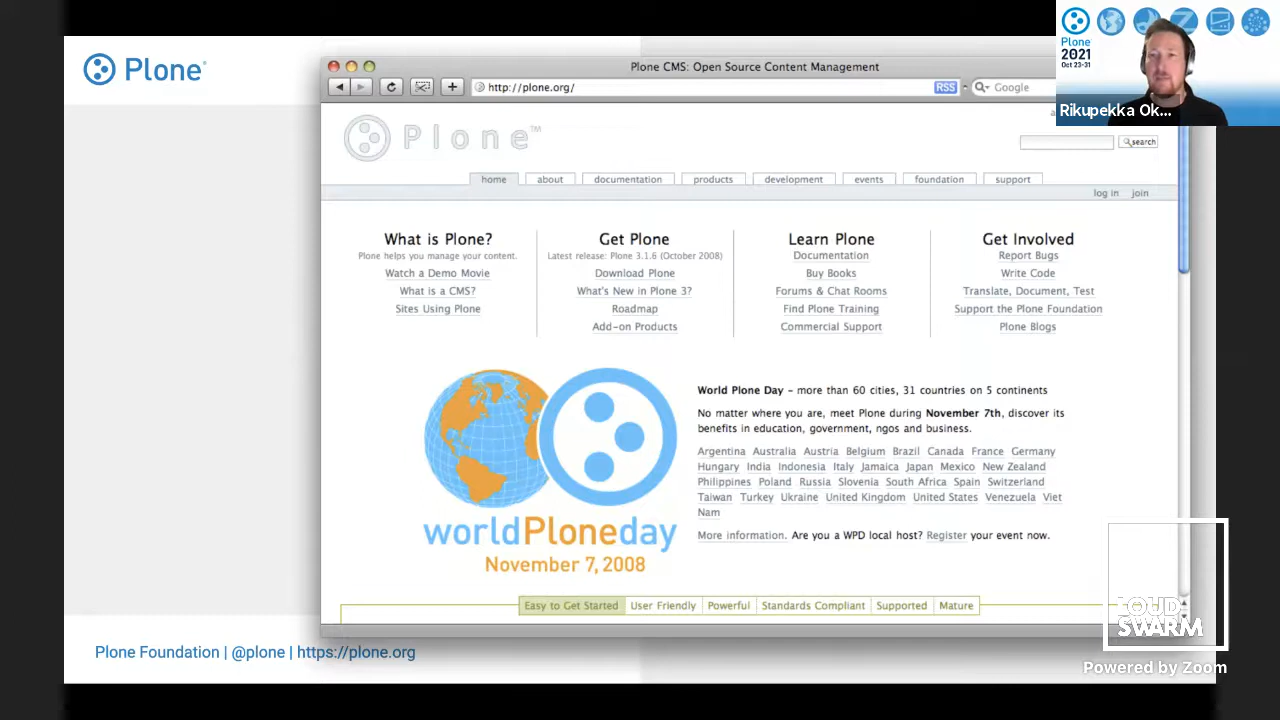 Plone®
Plone CMS: Open Source Content Management
http://plone.org/
RSS
Google
Plone
2021
Oct 23-31
Rikupekka Ok...
Plone™
search
home about documentation products development events foundation support
log in join
What is Plone?
Plone helps you manage your content.
Watch a Demo Movie
What is a CMS?
Sites Using Plone
Get Plone
Latest release: Plone 3.1.6 (October 2008)
Download Plone
What's New in Plone 3?
Roadmap
Add-on Products
Learn Plone
Documentation
Buy Books
Forums & Chat Rooms
Find Plone Training
Commercial Support
Get Involved
Report Bugs
Write Code
Translate, Document, Test
Support the Plone Foundation
Plone Blogs
worldPloneday
November 7, 2008
World Plone Day – more than 60 cities, 31 countries on 5 continents
No matter where you are, meet Plone during November 7th, discover its
benefits in education, government, ngos and business.
Argentina Australia Austria Belgium Brazil Canada France Germany
Hungary India Indonesia Italy Jamaica Japan Mexico New Zealand
Philippines Poland Russia Slovenia South Africa Spain Switzerland
Taiwan Turkey Ukraine United Kingdom United States Venezuela Viet
Nam
More information. Are you a WPD local host? Register your event now.
Easy to Get Started User Friendly Powerful Standards Compliant Supported Mature
Plone Foundation | @plone | https://plone.org
LOUD
SWARM
Powered by Zoom